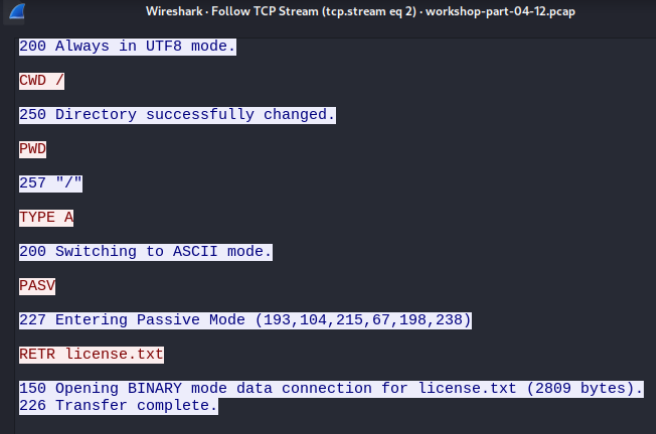 Wireshark · Follow TCP Stream (tcp.stream eq 2) · workshop-part-04-12.pcap
200 Always in UTF8 mode.
CWD /
250 Directory successfully changed.
PWD
257 "/"
TYPE A
200 Switching to ASCII mode.
PASV
227 Entering Passive Mode (193,104,215,67,198,238)
RETR license.txt
150 Opening BINARY mode data connection for license.txt (2809 bytes).
226 Transfer complete.